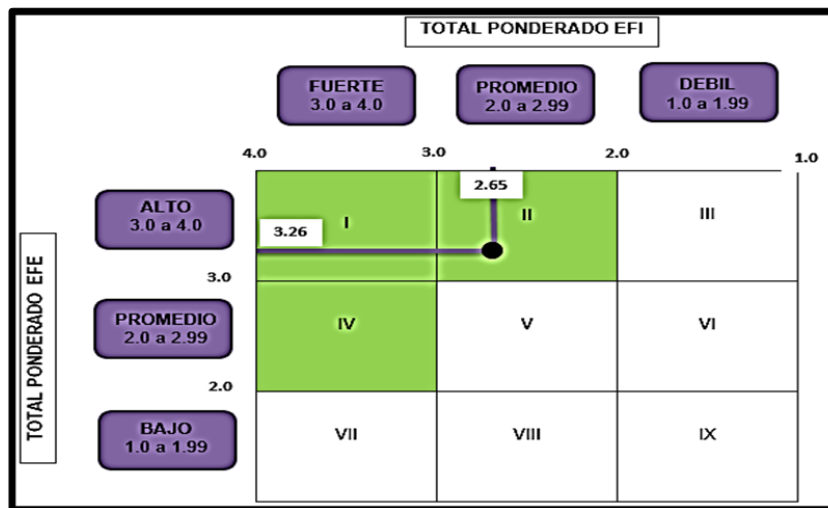 TOTAL PONDERADO EFI
FUERTE
3.0 a 4.0
PROMEDIO
2.0 a 2.99
DEBIL
1.0 a 1.99
4.0
3.0
2.0
1.0
TOTAL PONDERADO EFE
ALTO
3.0 a 4.0
3.26
I
2.65
II
III
3.0
PROMEDIO
2.0 a 2.99
IV
V
VI
2.0
BAJO
1.0 a 1.99
VII
VIII
IX